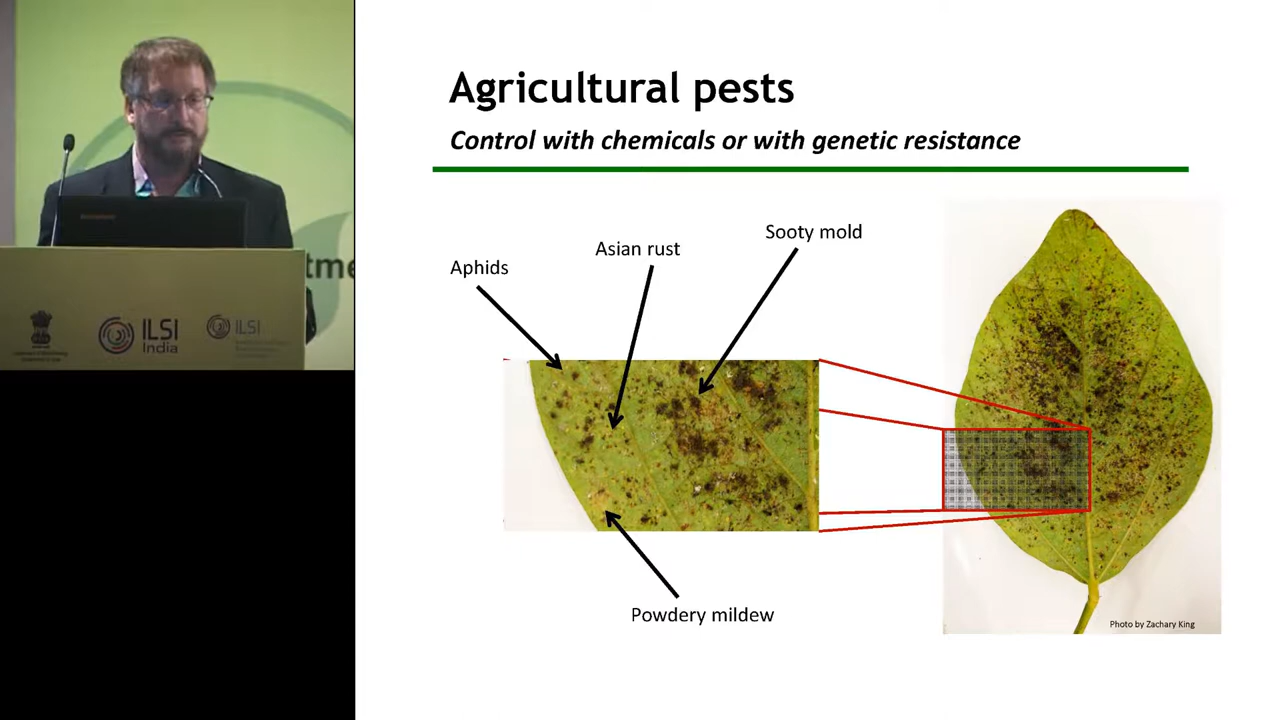 Agricultural pests
Control with chemicals or with genetic resistance
Sooty mold
Asian rust
Aphids
Powdery mildew
Photo by Zachary King
tme
ILSI
India
ILSI